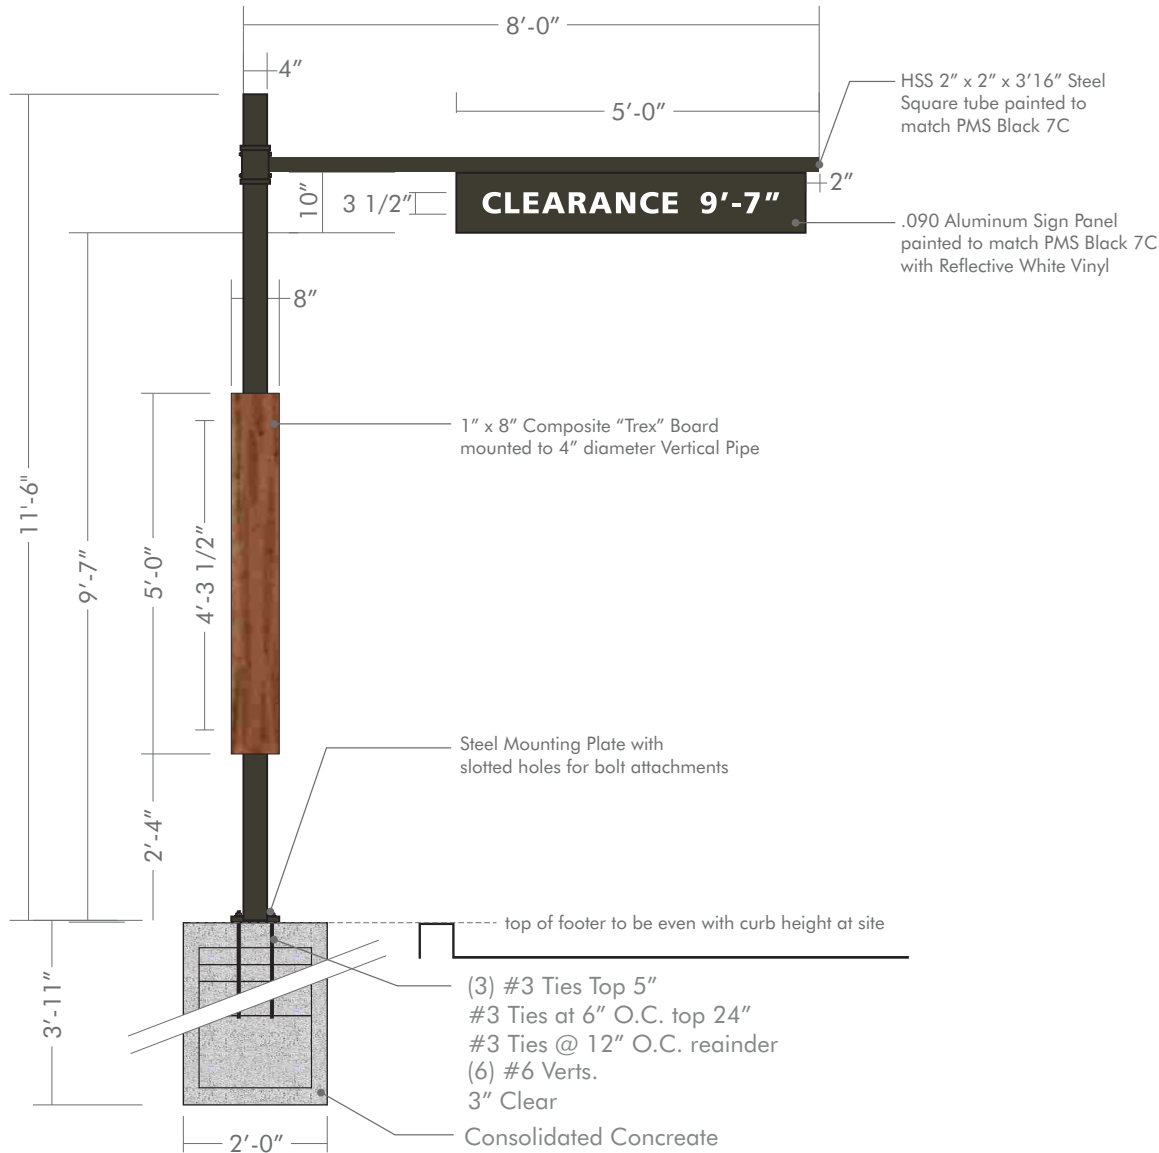 8’-0”
4”
HSS 2” x 2” x 3’16” Steel
Square tube painted to
match PMS Black 7C
5’-0”
2”
10”
3 1/2”
CLEARANCE 9’-7”
.090 Aluminum Sign Panel
painted to match PMS Black 7C
with Reflective White Vinyl
8”
1” x 8” Composite “Trex” Board
mounted to 4” diameter Vertical Pipe
11'-6"
9’-7”
5’-0”
4’-3 1/2”
Steel Mounting Plate with
slotted holes for bolt attachments
2’-4”
top of footer to be even with curb height at site
3’-11”
(3) #3 Ties Top 5”
#3 Ties at 6” O.C. top 24”
#3 Ties @ 12” O.C. reainder
(6) #6 Verts.
3” Clear
Consolidated Concreate
2’-0”